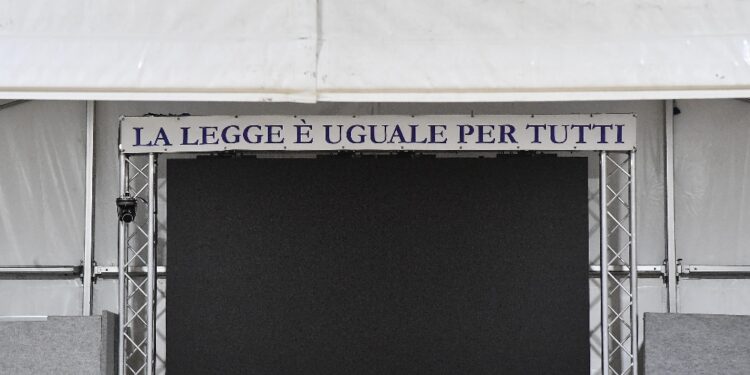 LA LEGGE È UGUALE PER TUTTI